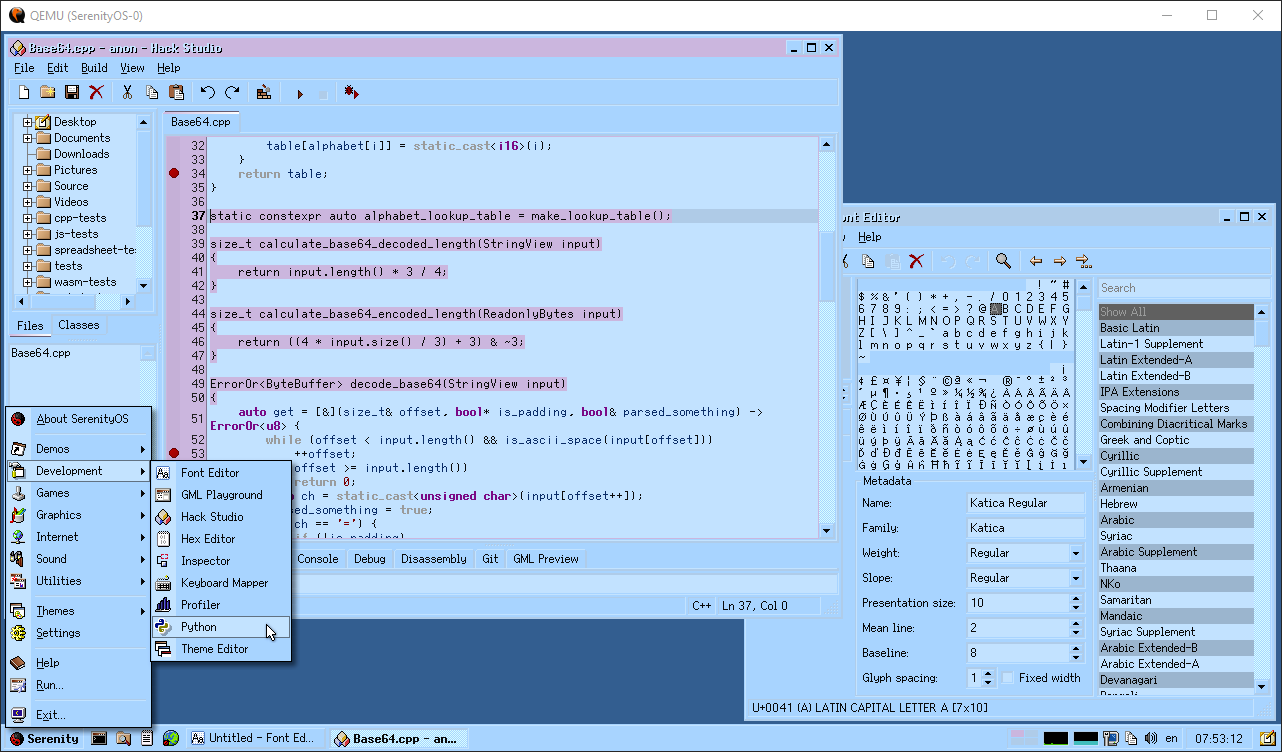 QEMU (SerenityOS-0)
Base64.cpp - anon - Hack Studio
File Edit Build View Help
Desktop
Documents
Downloads
Pictures
Source
Videos
cpp-tests
js-tests
spreadsheet-te:
tests
wasm-tests
Files Classes
Base64.cpp
Base64.cpp
32 table[alphabet[i]] = static_cast<i16>(i);
33 }
34 return table;
35 }
36
37 static constexpr auto alphabet_lookup_table = make_lookup_table();
38
39 size_t calculate_base64_decoded_length(StringView input)
40 {
41 return input.length() * 3 / 4;
42 }
43
44 size_t calculate_base64_encoded_length(ReadonlyBytes input)
45 {
46 return ((4 * input.size() / 3) + 3) & ~3;
47 }
48
49 ErrorOr<ByteBuffer> decode_base64(StringView input)
50 {
51 auto get = [&](size_t& offset, bool* is_padding, bool& parsed_something) ->
ErrorOr<u8> {
52 while (offset < input.length() && is_ascii_space(input[offset]))
53 ++offset;
offset >= input.length())
return 0;
ch = static_cast<unsigned char>(input[offset++]);
ed_something = true;
ch == '=') {
Console Debug Disassembly Git GML Preview
C++ Ln 37, Col 0
About SerenityOS
Demos
Development
Games
Graphics
Internet
Sound
Utilities
Themes
Settings
Help
Run...
Exit...
Font Editor
GML Playground
Hack Studio
Hex Editor
Inspector
Keyboard Mapper
Profiler
Python
Theme Editor
ont Editor
Help
! " #
$ % & ' ( ) * + , - . / 0 1 2 3 4 5
6 7 8 9 : ; < = > ? @ A B C D E F G
H I J K L M N O P Q R S T U V W X Y
Z [ \ ] ^ _ ` a b c d e f g h i j k
l m n o p q r s t u v w x y z { | }
~
Search
Show All
Basic Latin
Latin-1 Supplement
Latin Extended-A
Latin Extended-B
IPA Extensions
Spacing Modifier Letters
Combining Diacritical Marks
Greek and Coptic
Cyrillic
Cyrillic Supplement
Armenian
Hebrew
Arabic
Syriac
Arabic Supplement
Thaana
NKo
Samaritan
Mandaic
Syriac Supplement
Arabic Extended-B
Arabic Extended-A
Devanagari
Metadata
Name: Katica Regular
Family: Katica
Weight: Regular
Slope: Regular
Presentation size: 10
Mean line: 2
Baseline: 8
Glyph spacing: 1 Fixed width
U+0041 (A) LATIN CAPITAL LETTER A [7x10]
Serenity
Untitled - Font Ed...
Base64.cpp - an...
en
07:53:12